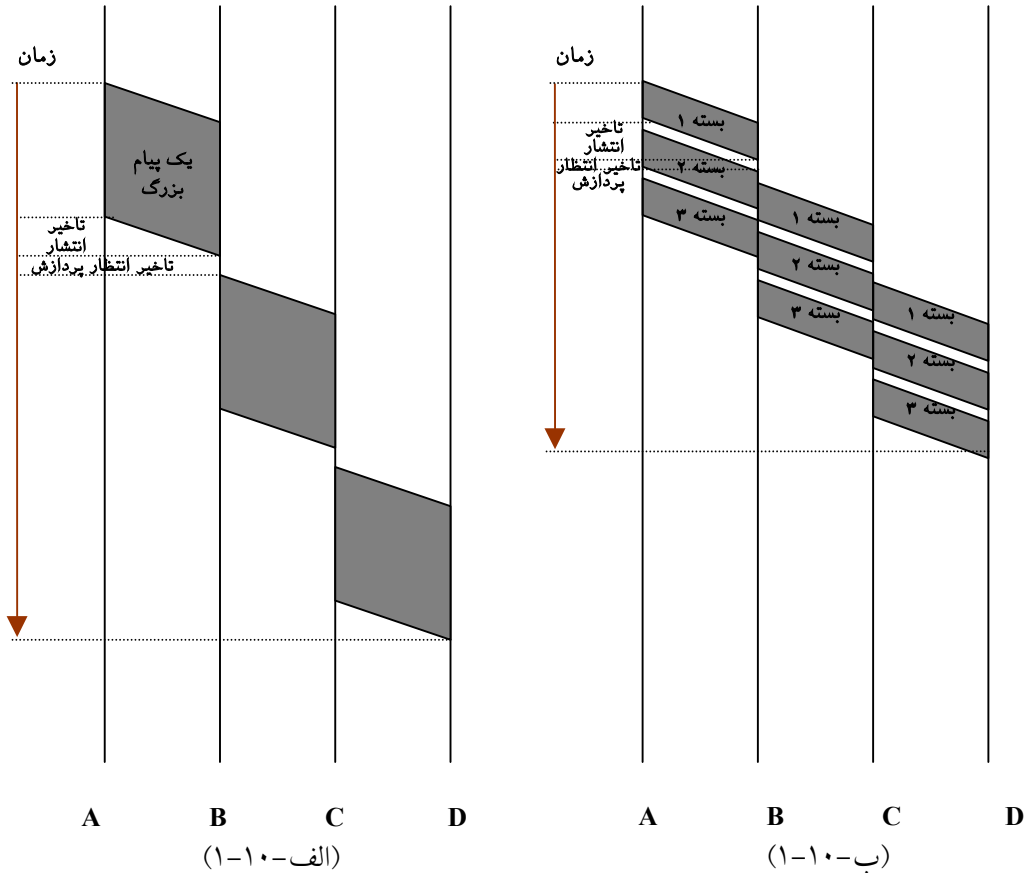 زمان
یک پیام
بزرگ
تاخیر
انتشار
تاخیر انتظار پردازش
A B C D
(الف-۱۰-۱)
زمان
تاخیر
انتشار
تاخیر انتظار
پردازش
بسته ۱
بسته ۲
بسته ۳
بسته ۱
بسته ۲
بسته ۳
بسته ۱
بسته ۲
بسته ۳
A B C D
(ب-۱۰-۱)